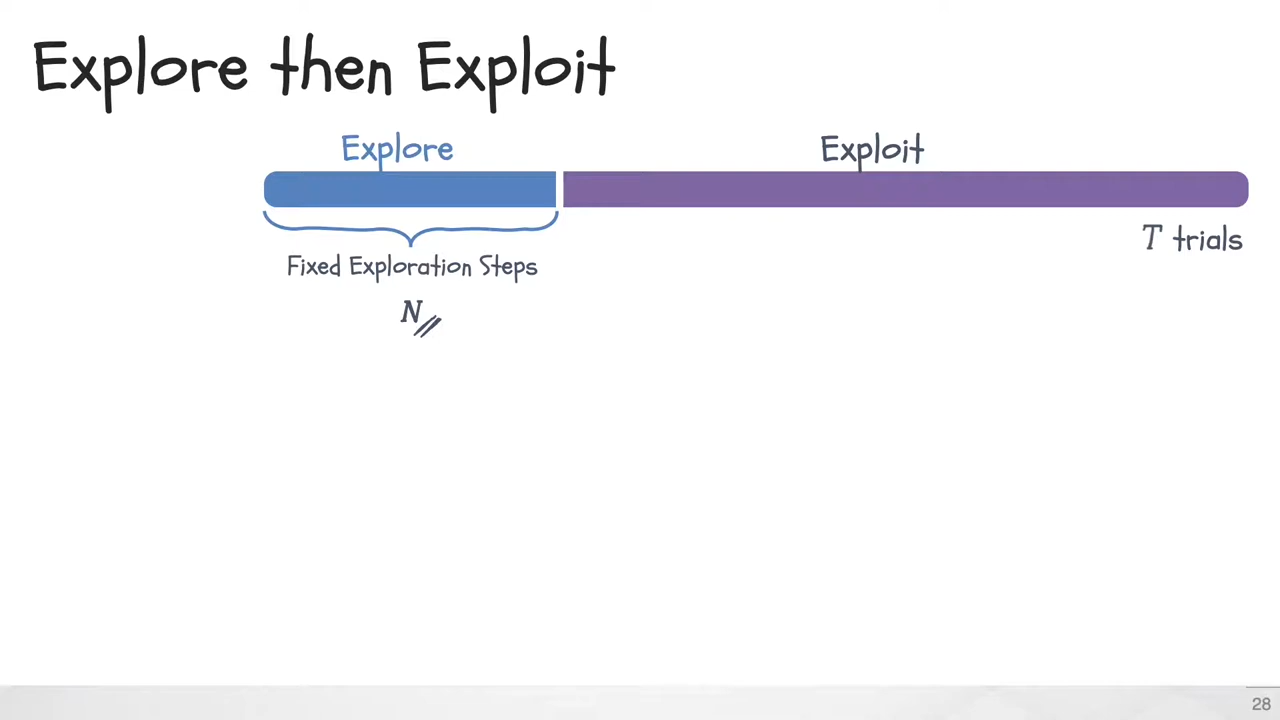 Explore then Exploit
Explore
Exploit
T trials
Fixed Exploration Steps
N
28